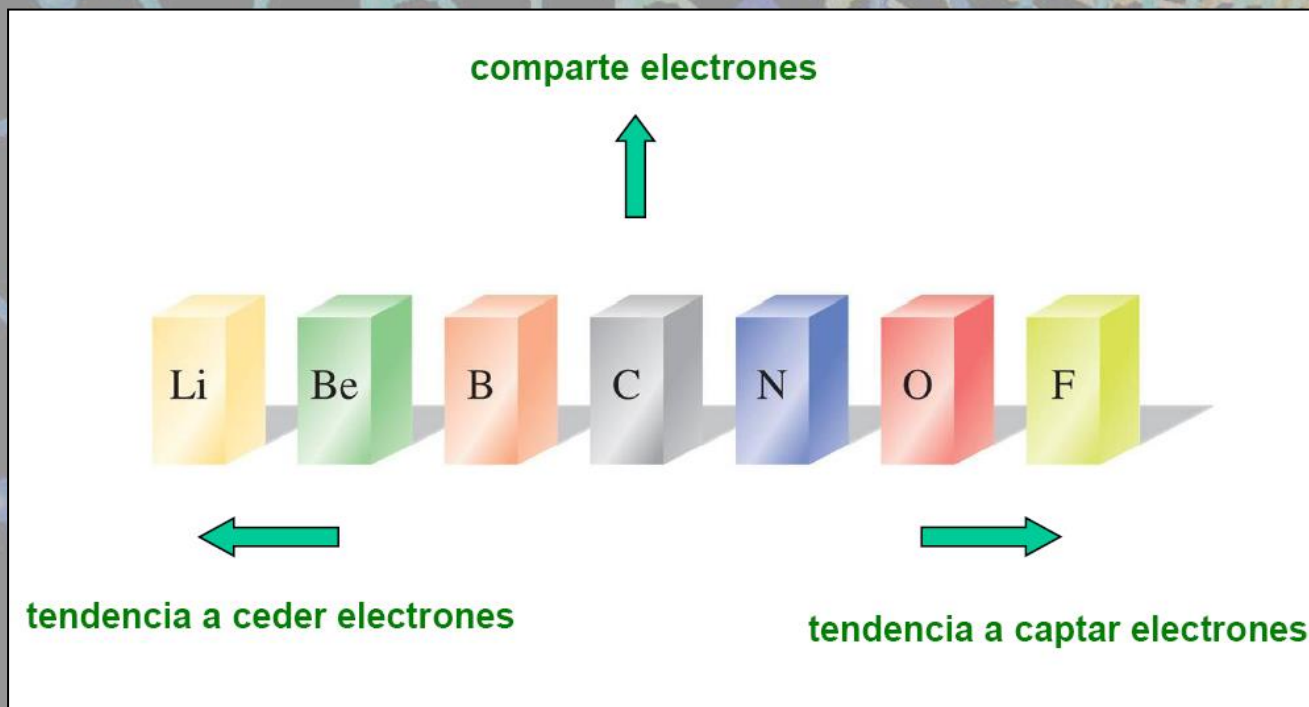 comparte electrones
Li Be B C N O F
tendencia a ceder electrones
tendencia a captar electrones